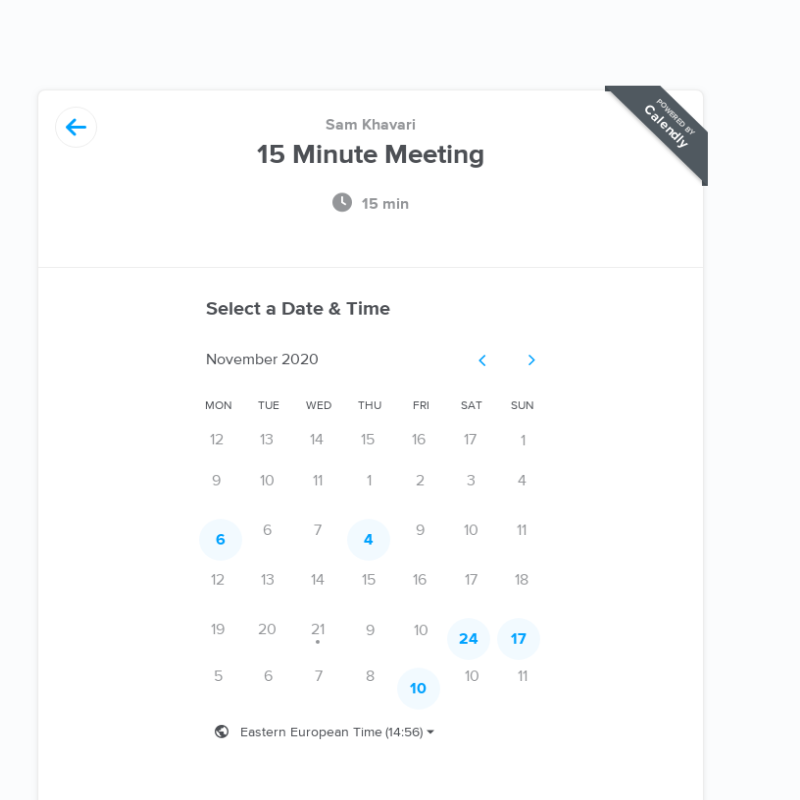 POWERED BY
Calendly
Sam Khavari
15 Minute Meeting
15 min
Select a Date & Time
November 2020
MON TUE WED THU FRI SAT SUN
12 13 14 15 16 17 1
9 10 11 1 2 3 4
6 6 7 4 9 10 11
12 13 14 15 16 17 18
19 20 21 9 10 24 17
5 6 7 8 10 10 11
Eastern European Time (14:56)